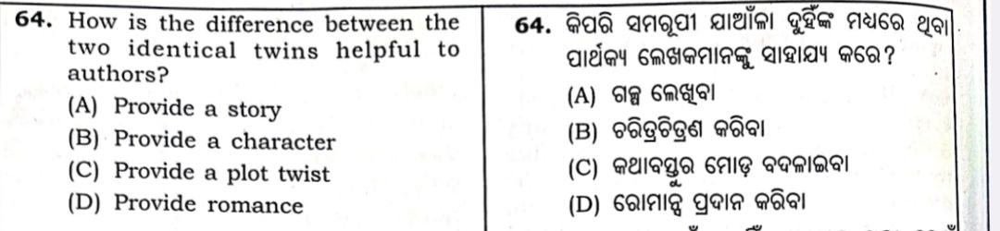 64. How is the difference between the
two identical twins helpful to
authors?
(A) Provide a story
(B) Provide a character
(C) Provide a plot twist
(D) Provide romance
64. କିପରି ସମରୂପୀ ଯାଆଁଳା ଦୁହିଁଙ୍କ ମଧ୍ୟରେ ଥିବା
ପାର୍ଥକ୍ୟ ଲେଖକମାନଙ୍କୁ ସାହାଯ୍ୟ କରେ?
(A) ଗଳ୍ପ ଲେଖିବା
(B) ଚରିତ୍ରଚିତ୍ରଣ କରିବା
(C) କଥାବସ୍ତୁର ମୋଡ଼ ବଦଳାଇବା
(D) ରୋମାନ୍ସ ପ୍ରଦାନ କରିବା